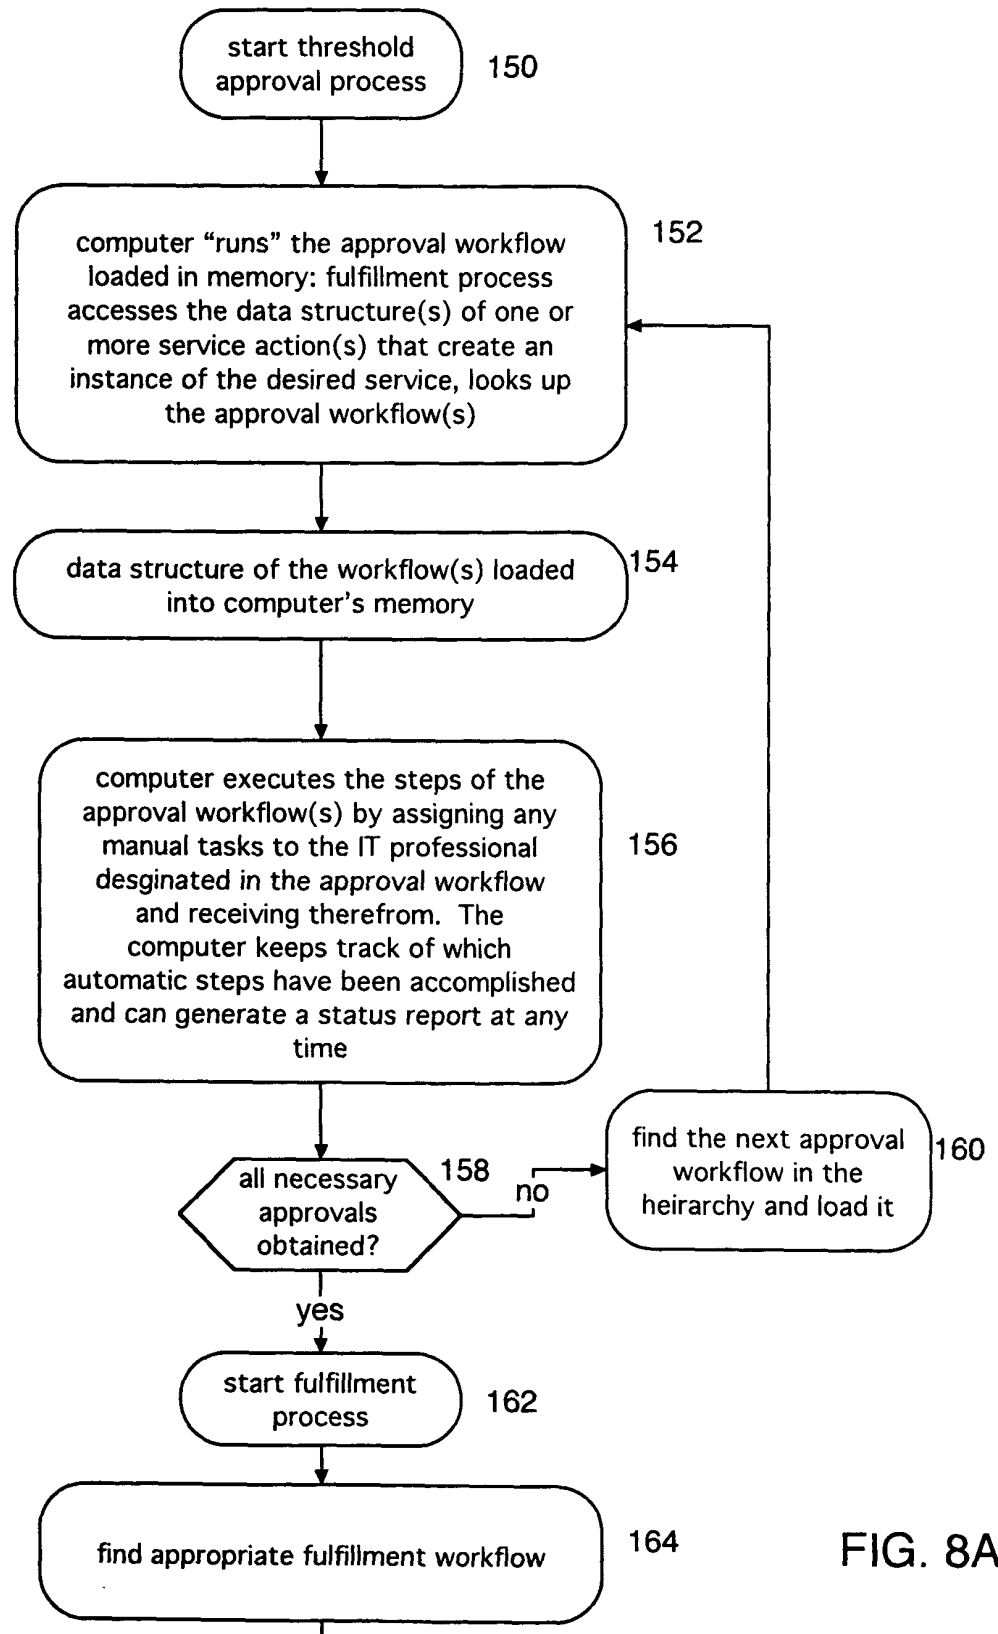 start threshold
approval process
150
computer “runs” the approval workflow
loaded in memory: fulfillment process
accesses the data structure(s) of one or
more service action(s) that create an
instance of the desired service, looks up
the approval workflow(s)
152
data structure of the workflow(s) loaded
into computer's memory
154
computer executes the steps of the
approval workflow(s) by assigning any
manual tasks to the IT professional
desginated in the approval workflow
and receiving therefrom. The
computer keeps track of which
automatic steps have been accomplished
and can generate a status report at any
time
156
all necessary
approvals
obtained?
158
no
find the next approval
workflow in the
heirarchy and load it
160
yes
start fulfillment
process
162
find appropriate fulfillment workflow
164
FIG. 8A